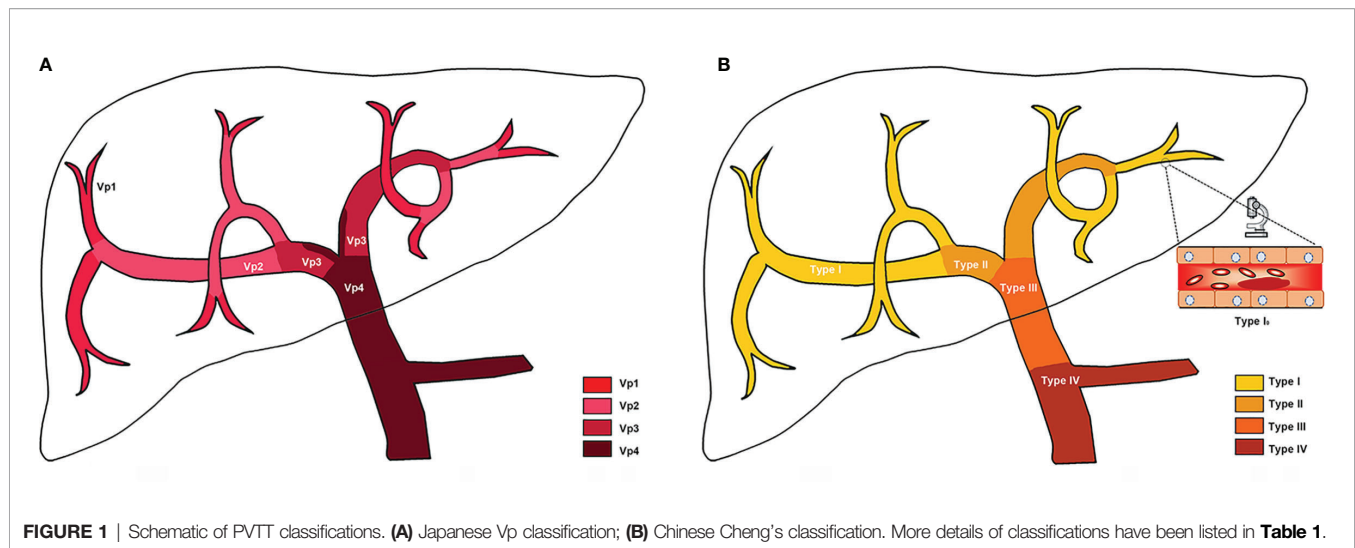 A
Vp1
Vp2
Vp3
Vp3
Vp4
Vp1
Vp2
Vp3
Vp4
B
Type I
Type II
Type III
Type IV
Type I₀
Type I
Type II
Type III
Type IV
FIGURE 1 | Schematic of PVTT classifications. (A) Japanese Vp classification; (B) Chinese Cheng's classification. More details of classifications have been listed in Table 1.